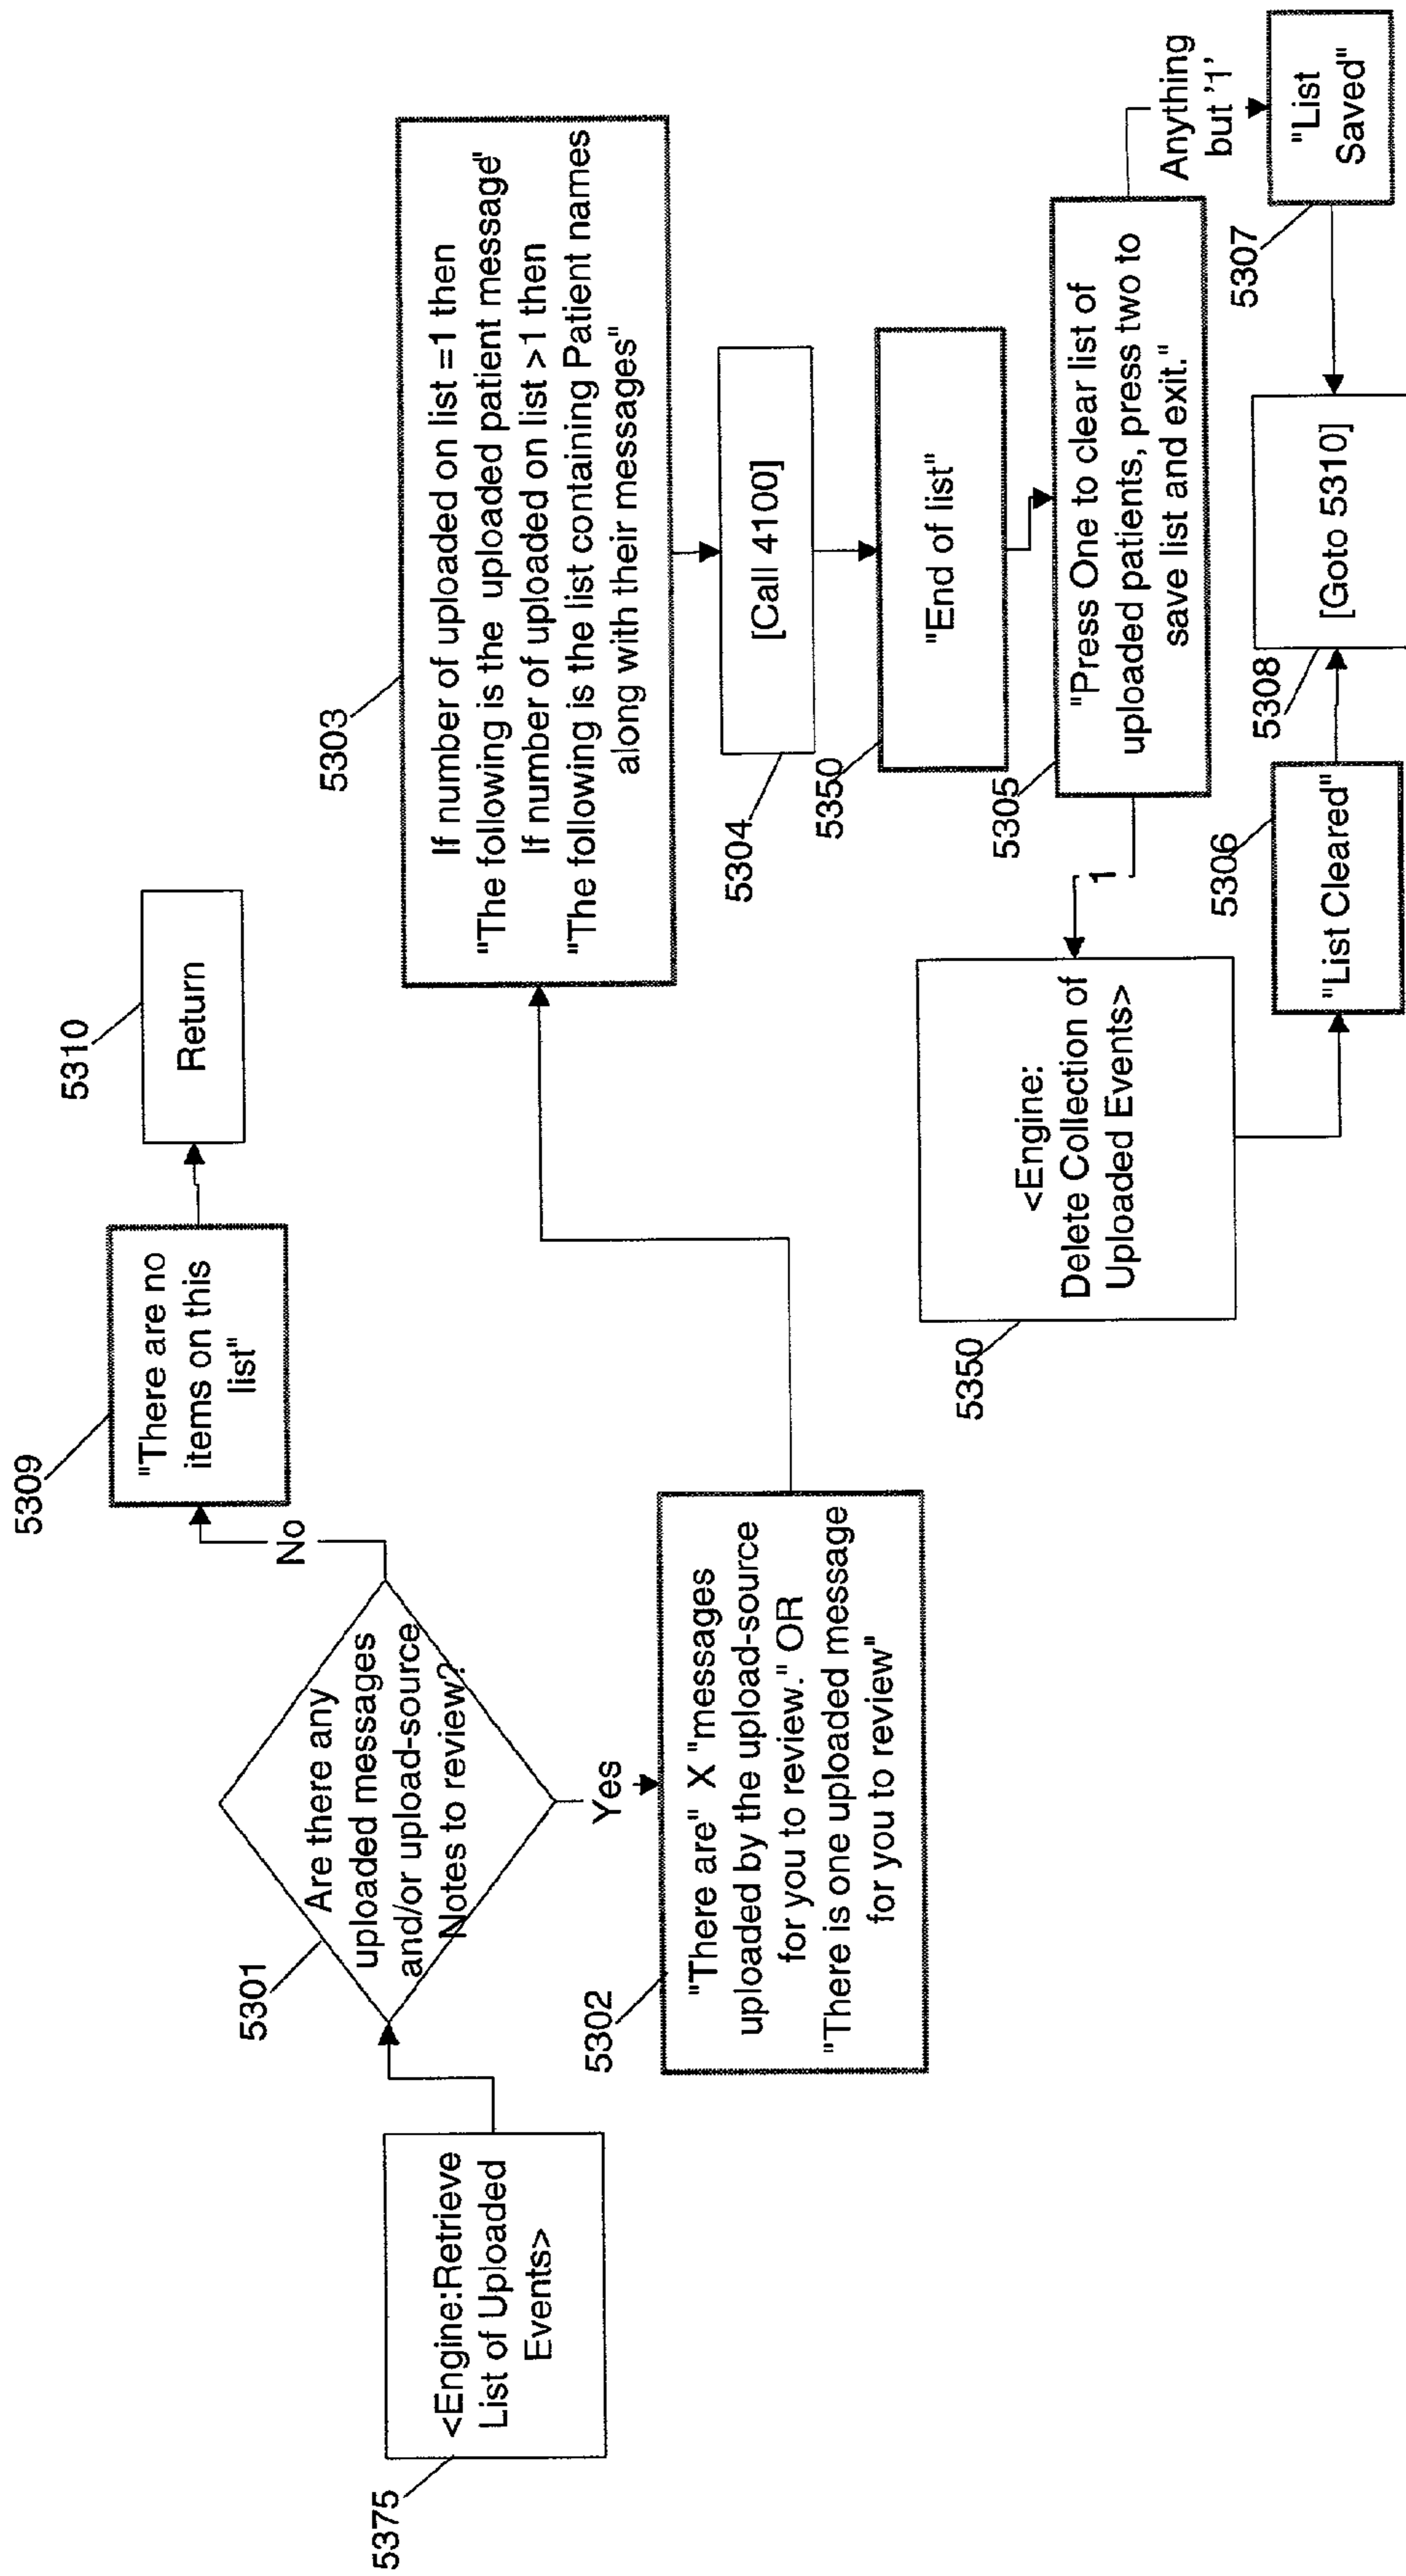 5375
<Engine:Retrieve
List of Uploaded
Events>
5301
Are there any
uploaded messages
and/or upload-source
Notes to review?
No
Yes
5309
"There are no
items on this
list"
5310
Return
5302
"There are" X "messages
uploaded by the upload-source
for you to review." OR
"There is one uploaded message
for you to review"
5303
If number of uploaded on list =1 then
"The following is the uploaded patient message"
If number of uploaded on list >1 then
"The following is the list containing Patient names
along with their messages"
5304
[Call 4100]
5350
"End of list"
5305
"Press One to clear list of
uploaded patients, press two to
save list and exit."
1
Anything
but '1'
5350
<Engine:
Delete Collection of
Uploaded Events>
5306
"List Cleared"
5307
"List
Saved"
5308
[Goto 5310]